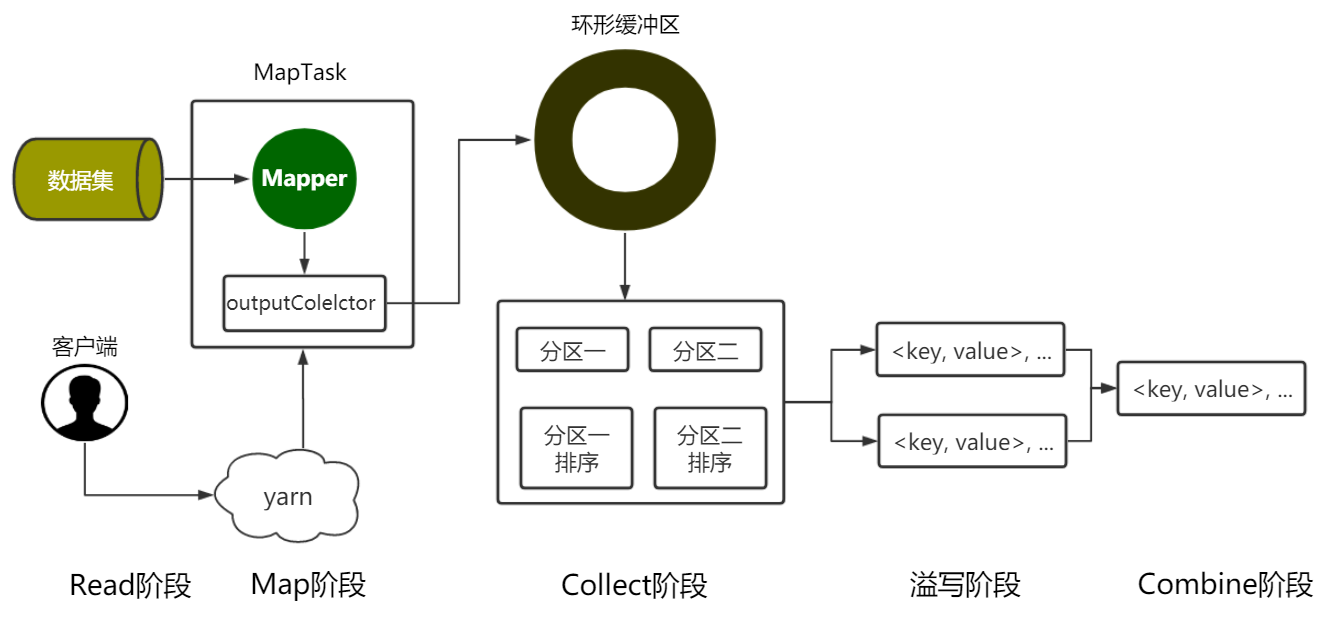 环形缓冲区
MapTask
数据集
Mapper
outputColelctor
客户端
yarn
分区一
分区二
分区一
排序
分区二
排序
<key, value>, ...
<key, value>, ...
<key, value>, ...
Read阶段
Map阶段
Collect阶段
溢写阶段
Combine阶段